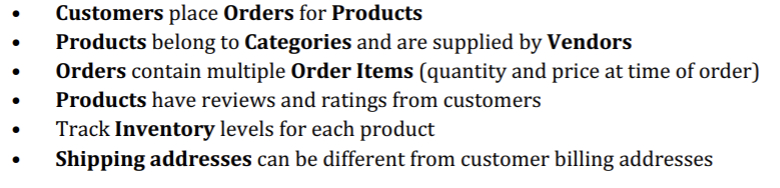 • Customers place Orders for Products
• Products belong to Categories and are supplied by Vendors
• Orders contain multiple Order Items (quantity and price at time of order)
• Products have reviews and ratings from customers
• Track Inventory levels for each product
• Shipping addresses can be different from customer billing addresses